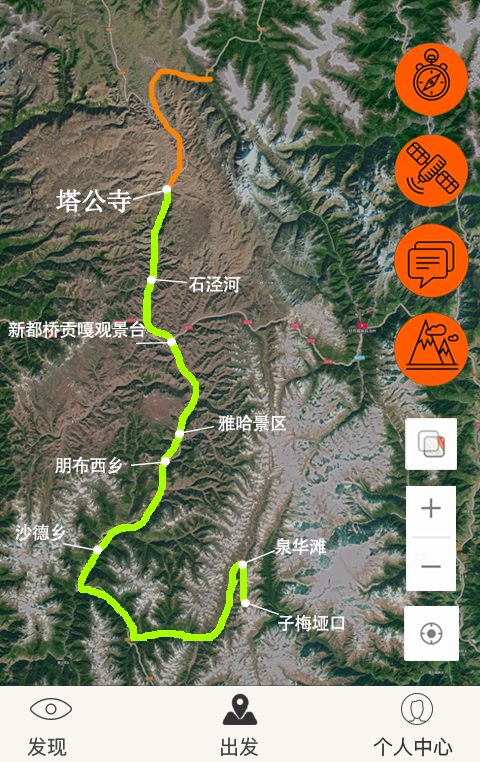 塔公寺
石泾河
新都桥贡嘎观景台
雅哈景区
朋布西乡
沙德乡
泉华滩
子梅垭口
发现
出发
个人中心